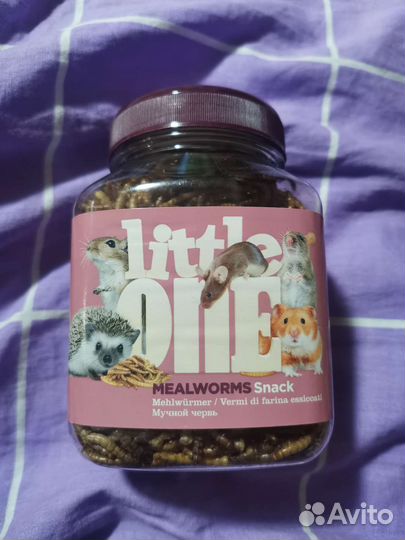 little
ONE
MEALWORMS Snack
Mehlwürmer / Vermi di farina essiccati
Мучной червь
Avito